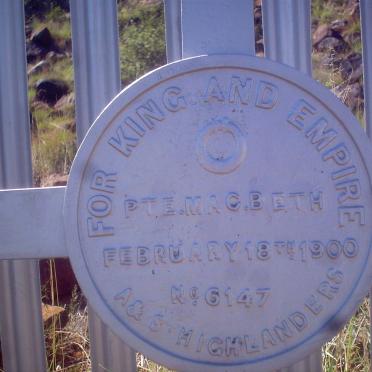 FOR KING AND EMPIRE
PTE. MACBETH
FEBRUARY 18TH 1900
No 6147
A & S HIGHLANDERS